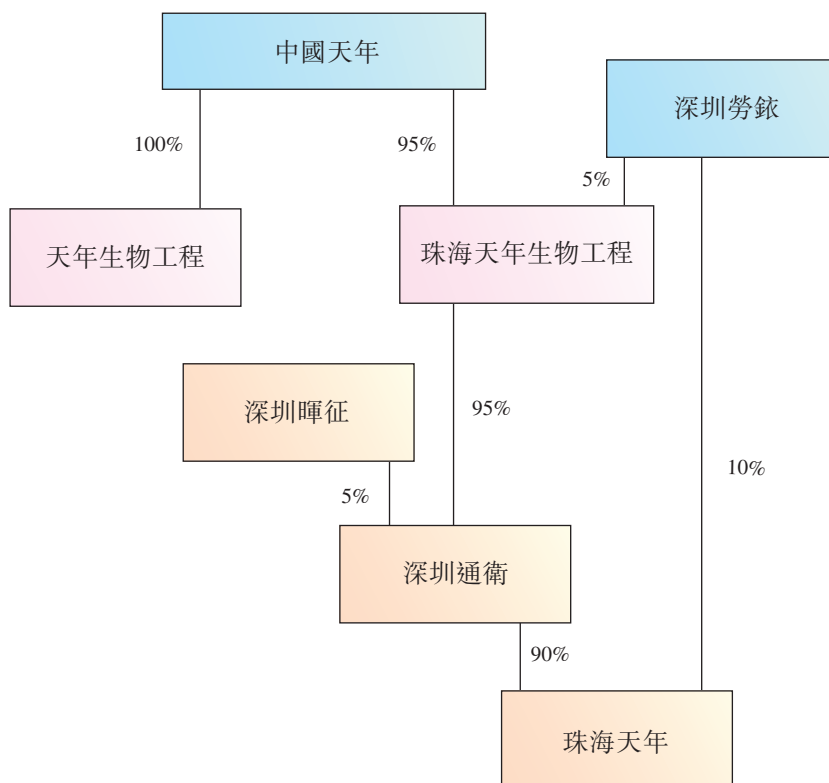 中國天年
深圳勞銥
100%
95%
5%
天年生物工程
珠海天年生物工程
深圳暉征
95%
10%
5%
深圳通衛
90%
珠海天年